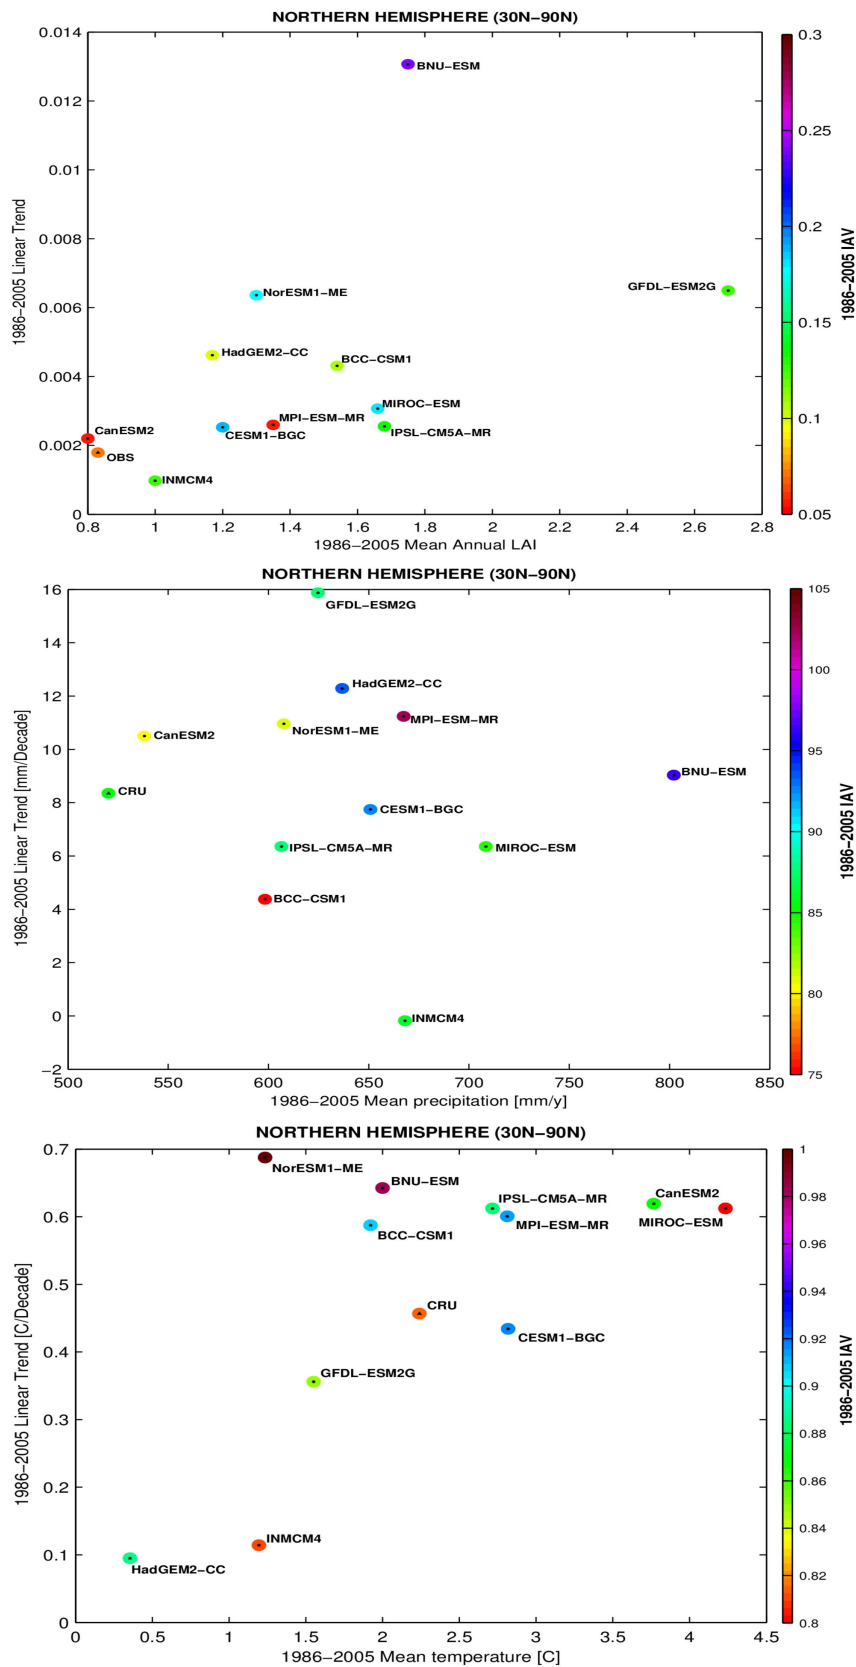 NORTHERN HEMISPHERE (30N−90N)
0.014
0.012
0.01
0.008
0.006
0.004
0.002
0
1986−2005 Linear Trend
BNU−ESM
GFDL−ESM2G
NorESM1−ME
HadGEM2−CC
BCC−CSM1
MIROC−ESM
MPI−ESM−MR
CanESM2
CESM1−BGC
IPSL−CM5A−MR
OBS
INMCM4
0.8
1
1.2
1.4
1.6
1.8
2
2.2
2.4
2.6
2.8
1986−2005 Mean Annual LAI
0.3
0.25
0.2
0.15
0.1
0.05
1986−2005 IAV
NORTHERN HEMISPHERE (30N−90N)
16
14
12
10
8
6
4
2
0
−2
1986−2005 Linear Trend [mm/Decade]
GFDL−ESM2G
HadGEM2−CC
MPI−ESM−MR
NorESM1−ME
CanESM2
BNU−ESM
CRU
CESM1−BGC
IPSL−CM5A−MR
MIROC−ESM
BCC−CSM1
INMCM4
500
550
600
650
700
750
800
850
1986−2005 Mean precipitation [mm/y]
105
100
95
90
85
80
75
1986−2005 IAV
NORTHERN HEMISPHERE (30N−90N)
0.7
0.6
0.5
0.4
0.3
0.2
0.1
0
1986−2005 Linear Trend [C/Decade]
NorESM1−ME
BNU−ESM
IPSL−CM5A−MR
CanESM2
BCC−CSM1
MPI−ESM−MR
MIROC−ESM
CRU
CESM1−BGC
GFDL−ESM2G
INMCM4
HadGEM2−CC
0
0.5
1
1.5
2
2.5
3
3.5
4
4.5
1986−2005 Mean temperature [C]
1
0.98
0.96
0.94
0.92
0.9
0.88
0.86
0.84
0.82
0.8
1986−2005 IAV